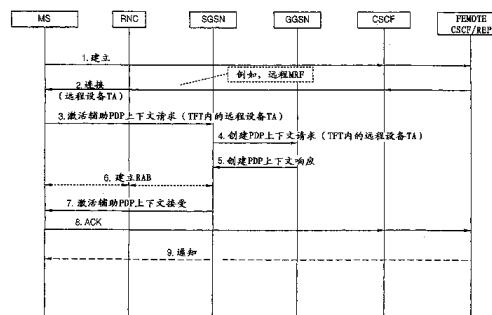 MS
RNC
SGSN
GGSN
CSCF
FEMOTE
CSCF/REP
1.建立
2.连接
(远程设备TA)
例如，远程MRF
3.激活辅助PDP上下文请求（TFT内的远程设备TA）
4.创建PDP上下文请求（TFT内的远程设备TA）
5.创建PDP上下文响应
6.建立RAB
7.激活辅助PDP上下文接受
8.ACK
9.通知